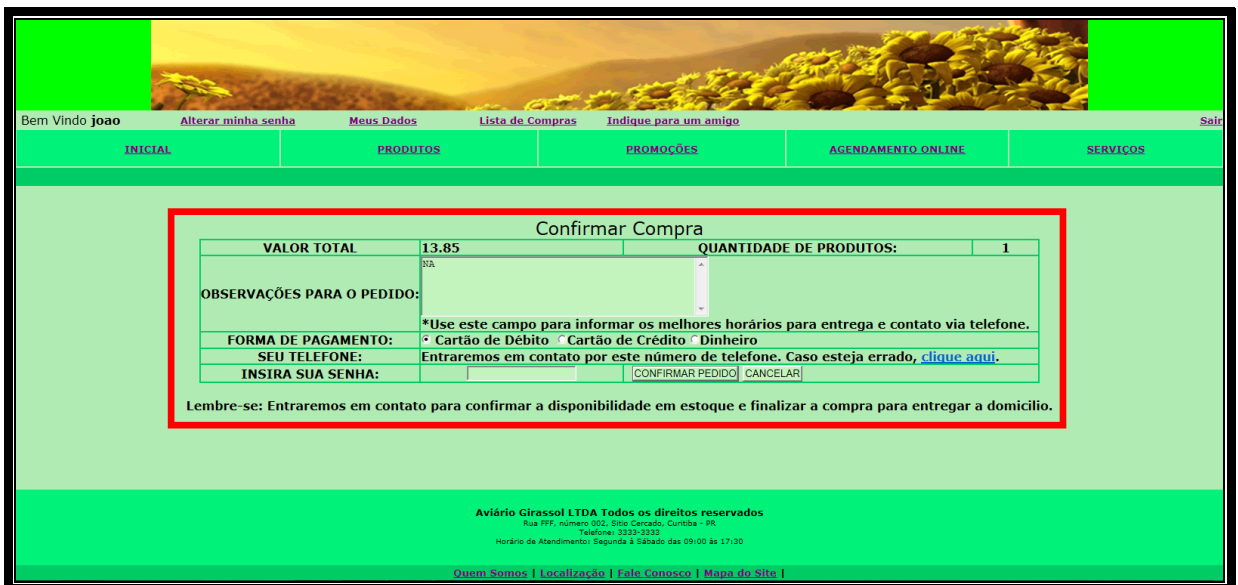 Bem Vindo joao Alterar minha senha Meus Dados Lista de Compras Indique para um amigo Sair
INICIAL PRODUTOS PROMOÇÕES AGENDAMENTO ONLINE SERVIÇOS
Confirmar Compra
VALOR TOTAL 13.85 QUANTIDADE DE PRODUTOS: 1
NA
OBSERVAÇÕES PARA O PEDIDO:
*Use este campo para informar os melhores horários para entrega e contato via telefone.
FORMA DE PAGAMENTO: Cartão de Débito Cartão de Crédito Dinheiro
SEU TELEFONE: Entraremos em contato por este número de telefone. Caso esteja errado, clique aqui.
INSIRA SUA SENHA: CONFIRMAR PEDIDO CANCELAR
Lembre-se: Entraremos em contato para confirmar a disponibilidade em estoque e finalizar a compra para entregar a domicilio.
Aviário Girassol LTDA Todos os direitos reservados
Rua FFF, número 002, Sitio Cercado, Curitiba - PR
Telefone: 3333-3333
Horário de Atendimento: Segunda à Sábado das 09:00 às 17:30
Quem Somos | Localização | Fale Conosco | Mapa do Site |